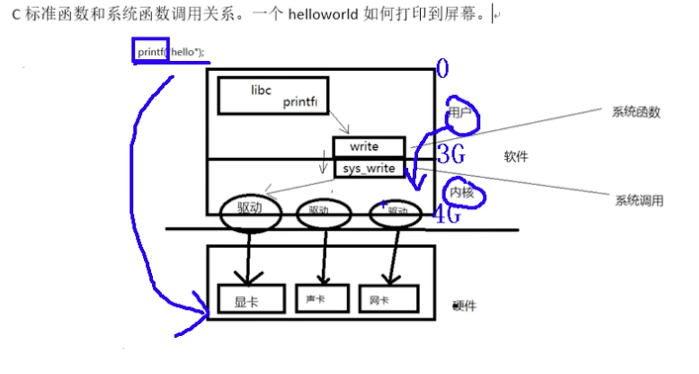 C 标准函数和系统函数调用关系。一个 helloworld 如何打印到屏幕。
printf("hello");
0
libc
printf
用户
系统函数
write
3G
软件
sys_write
内核
系统调用
驱动
驱动
驱动
4G
显卡
声卡
网卡
硬件